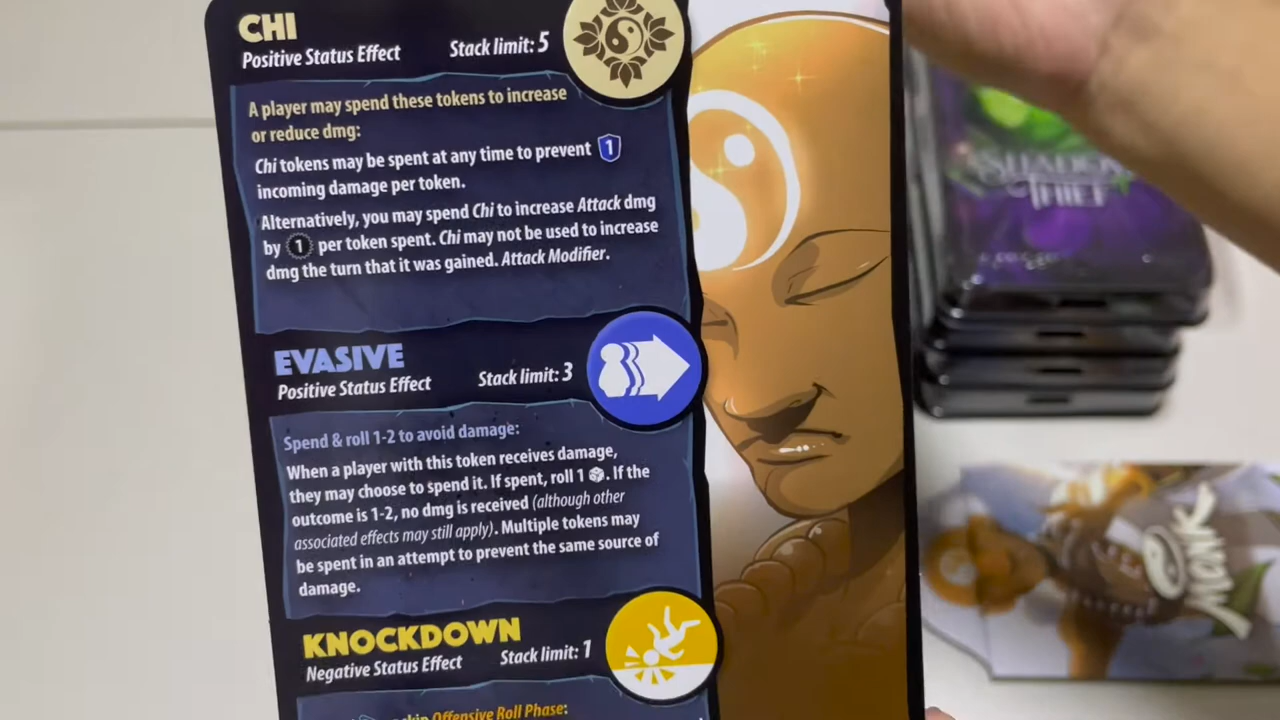 CHI
Positive Status Effect
Stack limit: 5
A player may spend these tokens to increase
or reduce dmg:
Chi tokens may be spent at any time to prevent 1
incoming damage per token.
Alternatively, you may spend Chi to increase Attack dmg
by 1 per token spent. Chi may not be used to increase
dmg the turn that it was gained. Attack Modifier.
EVASIVE
Positive Status Effect
Stack limit: 3
Spend & roll 1-2 to avoid damage:
When a player with this token receives damage,
they may choose to spend it. If spent, roll 1 . If the
outcome is 1-2, no dmg is received (although other
associated effects may still apply). Multiple tokens may
be spent in an attempt to prevent the same source of
damage.
KNOCKDOWN
Negative Status Effect
Stack limit: 1
skip Offensive Roll Phase:
SHADOW
THIEF
MONK